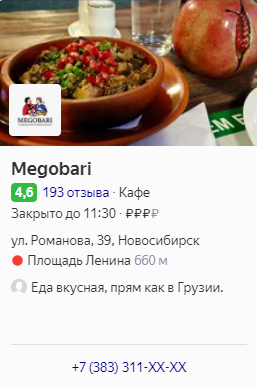 MEGOBARI
Megobari
4,6 193 отзыва · Кафе
Закрыто до 11:30 · ₽₽₽₽
ул. Романова, 39, Новосибирск
Площадь Ленина 660 м
Еда вкусная, прям как в Грузии.
+7 (383) 311-XX-XX